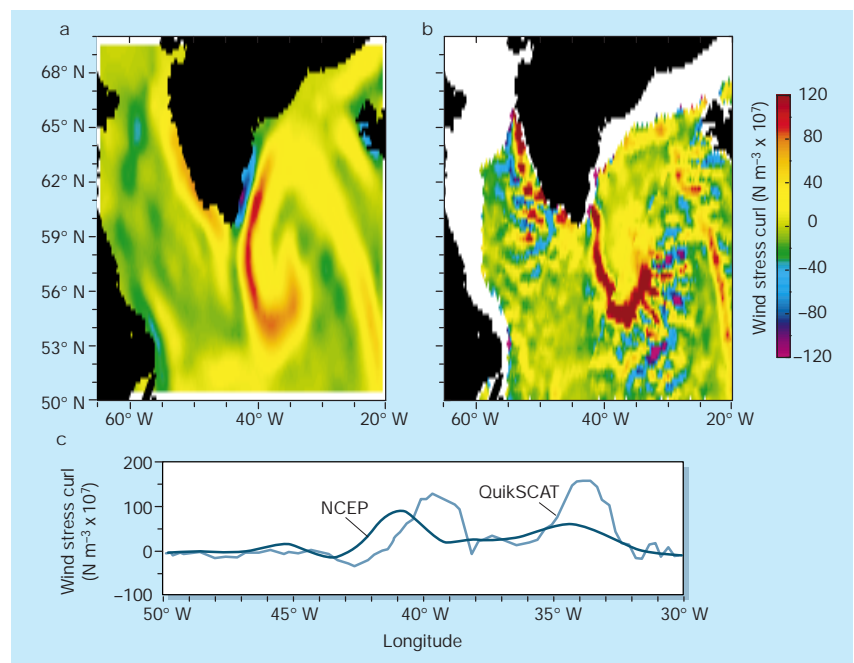 a
b
68° N
65° N
62° N
59° N
56° N
53° N
50° N
60° W
40° W
20° W
60° W
40° W
20° W
120
80
40
0
−40
−80
−120
Wind stress curl (N m⁻³ x 10⁷)
c
200
100
0
−100
Wind stress curl
(N m⁻³ x 10⁷)
NCEP
QuikSCAT
50° W
45° W
40° W
35° W
30° W
Longitude